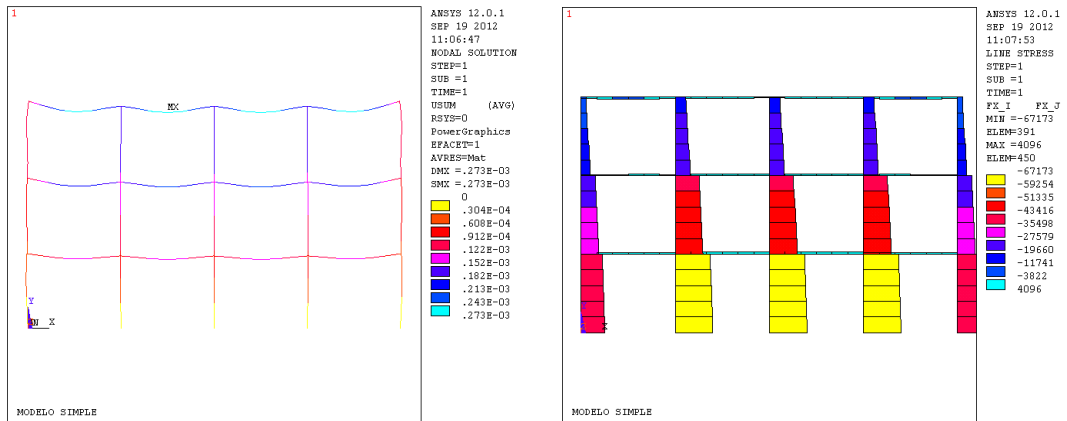 1
ANSYS 12.0.1
SEP 19 2012
11:06:47
NODAL SOLUTION
STEP=1
SUB =1
TIME=1
USUM (AVG)
RSYS=0
PowerGraphics
EFACET=1
AVRES=Mat
DMX =.273E-03
SMX =.273E-03
0
.304E-04
.608E-04
.912E-04
.122E-03
.152E-03
.182E-03
.213E-03
.243E-03
.273E-03
MX
Y
X
MODELO SIMPLE
1
ANSYS 12.0.1
SEP 19 2012
11:07:53
LINE STRESS
STEP=1
SUB =1
TIME=1
FX_I FX_J
MIN =-67173
ELEM=391
MAX =4096
ELEM=450
-67173
-59254
-51335
-43416
-35498
-27579
-19660
-11741
-3822
4096
Y
X
MODELO SIMPLE